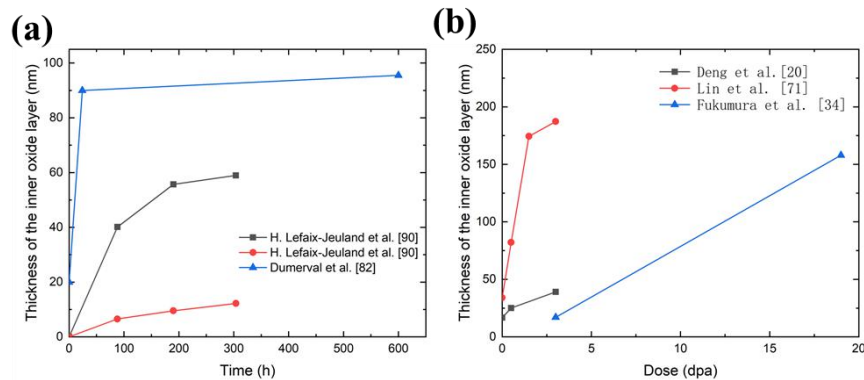 (a)
Thickness of the inner oxide layer (nm)
100
80
60
40
20
0
H. Lefaix-Jeuland et al. [90]
H. Lefaix-Jeuland et al. [90]
Dumerval et al. [82]
0 100 200 300 400 500 600
Time (h)
(b)
Thickness of the inner oxide layer (nm)
250
200
150
100
50
0
Deng et al.[20]
Lin et al. [71]
Fukumura et al. [34]
0 5 10 15 20
Dose (dpa)